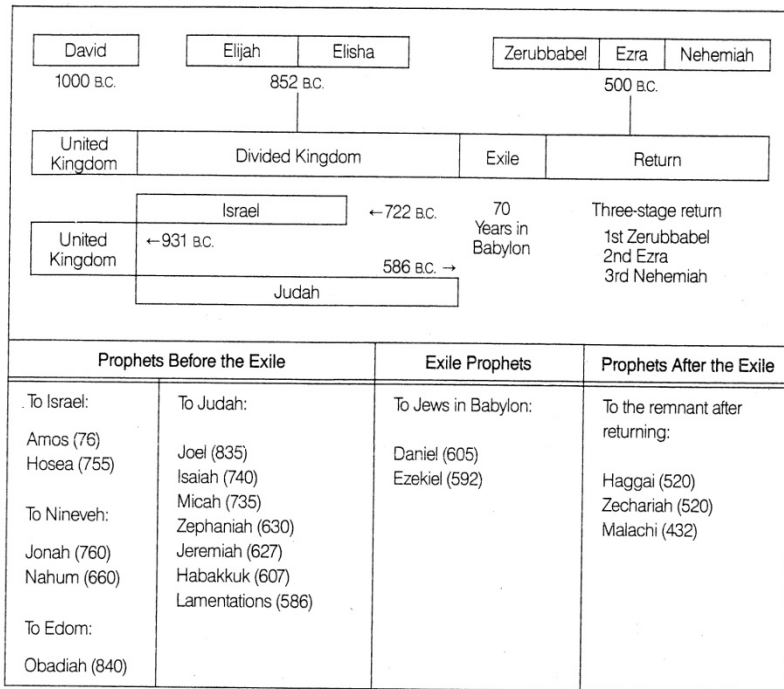 David
Elijah Elisha
Zerubbabel Ezra Nehemiah
1000 B.C.
852 B.C.
500 B.C.
United
Kingdom
Divided Kingdom
Exile
Return
Israel
←722 B.C.
United
Kingdom
←931 B.C.
586 B.C. →
Judah
70
Years in
Babylon
Three-stage return
1st Zerubbabel
2nd Ezra
3rd Nehemiah
Prophets Before the Exile
To Israel:
Amos (76)
Hosea (755)
To Nineveh:
Jonah (760)
Nahum (660)
To Edom:
Obadiah (840)
To Judah:
Joel (835)
Isaiah (740)
Micah (735)
Zephaniah (630)
Jeremiah (627)
Habakkuk (607)
Lamentations (586)
Exile Prophets
To Jews in Babylon:
Daniel (605)
Ezekiel (592)
Prophets After the Exile
To the remnant after
returning:
Haggai (520)
Zechariah (520)
Malachi (432)